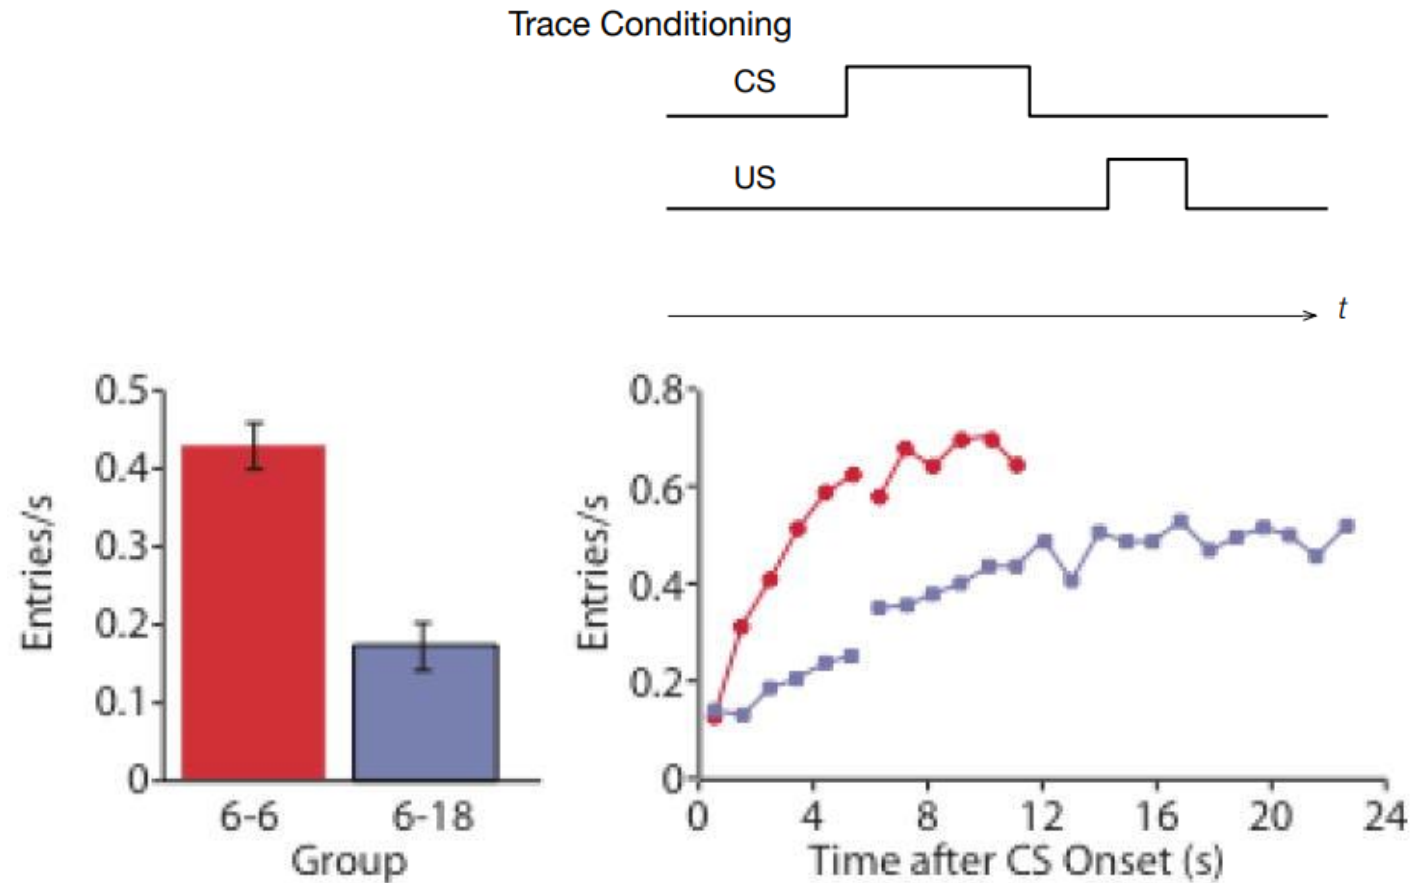 Trace Conditioning
CS
US
t
0.5
0.4
0.3
0.2
0.1
0
Entries/s
6-6 6-18
Group
0.8
0.6
0.4
0.2
0
Entries/s
0 4 8 12 16 20 24
Time after CS Onset (s)